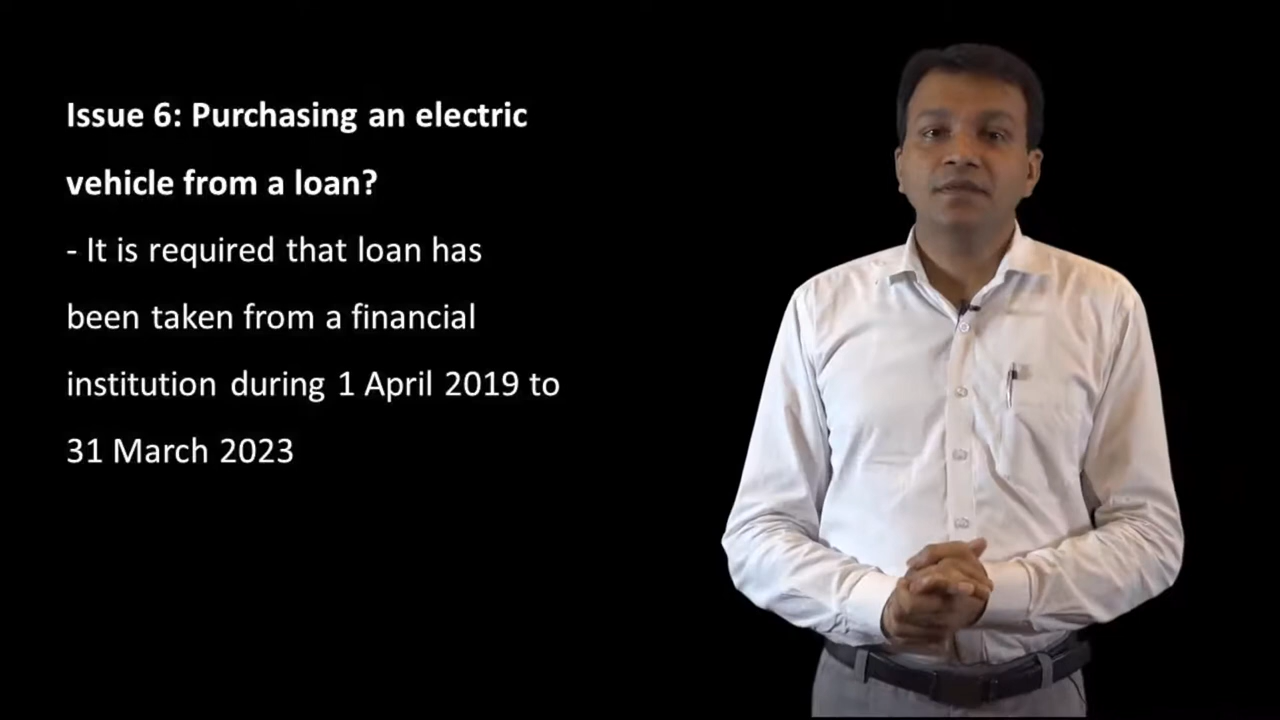 Issue 6: Purchasing an electric
vehicle from a loan?
- It is required that loan has
been taken from a financial
institution during 1 April 2019 to
31 March 2023